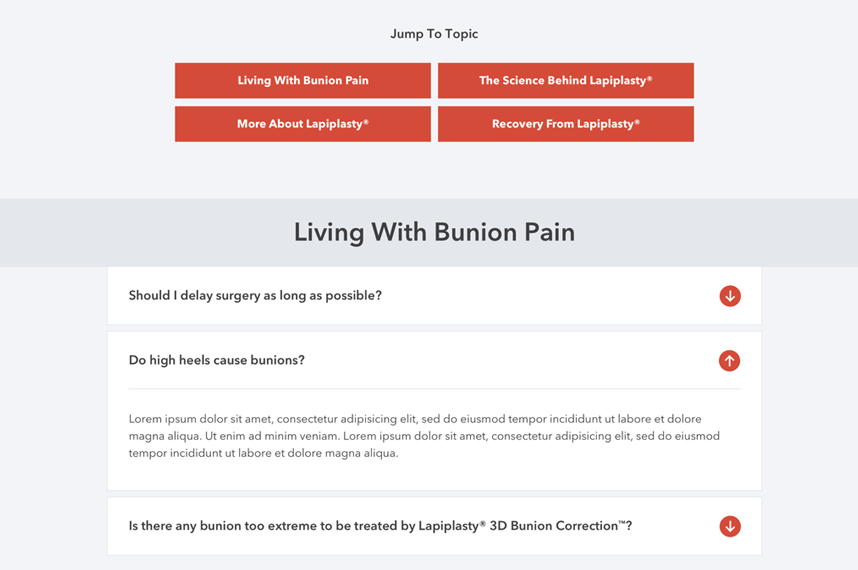 Jump To Topic
Living With Bunion Pain
The Science Behind Lapiplasty®
More About Lapiplasty®
Recovery From Lapiplasty®
Living With Bunion Pain
Should I delay surgery as long as possible?
Do high heels cause bunions?
Lorem ipsum dolor sit amet, consectetur adipisicing elit, sed do eiusmod tempor incididunt ut labore et dolore
magna aliqua. Ut enim ad minim veniam. Lorem ipsum dolor sit amet, consectetur adipisicing elit, sed do eiusmod
tempor incididunt ut labore et dolore magna aliqua.
Is there any bunion too extreme to be treated by Lapiplasty® 3D Bunion Correction™?